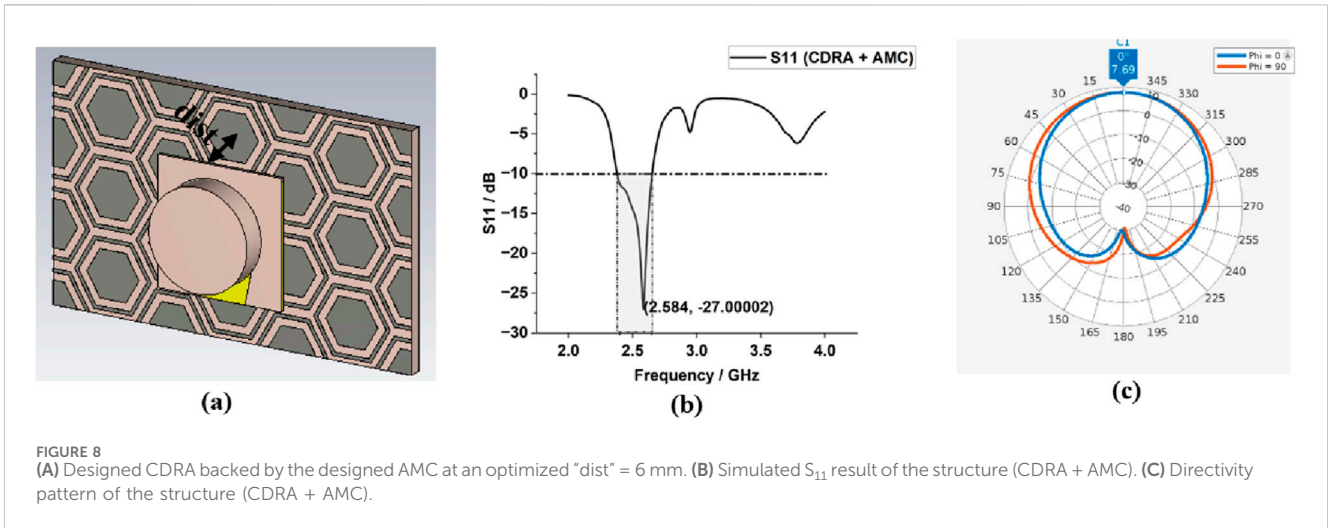 dist
(a)
S11 (CDRA + AMC)
0
−5
−10
−15
−20
−25
−30
S11 / dB
(2.584, -27.00002)
2.0 2.5 3.0 3.5 4.0
Frequency / GHz
(b)
C1
0°
7.69
Phi = 0 Ⓐ
Phi = 90
15 345
30 330
45 315
60 300
75 285
90 270
105 255
120 240
135 225
150 210
165 195
180
10
0
-10
-20
-30
-40
(c)
FIGURE 8
(A) Designed CDRA backed by the designed AMC at an optimized “dist” = 6 mm. (B) Simulated S11 result of the structure (CDRA + AMC). (C) Directivity
pattern of the structure (CDRA + AMC).